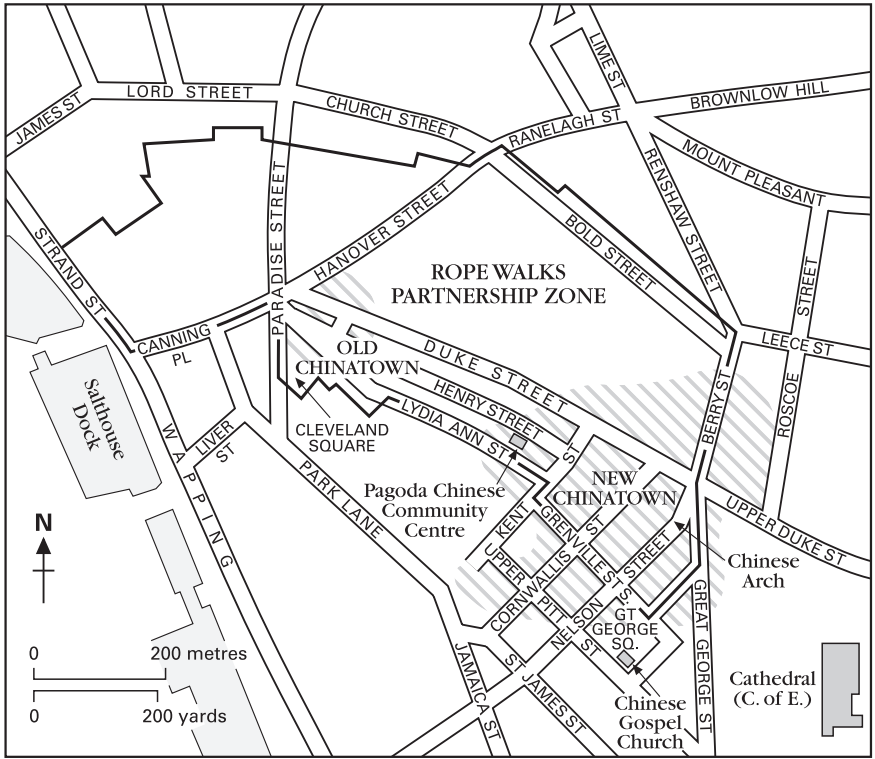 LIME ST
BROWNLOW HILL
LORD STREET
JAMES ST
CHURCH STREET
RANELAGH ST
MOUNT PLEASANT
RENSHAW STREET
HANOVER STREET
PARADISE STREET
BOLD STREET
STRAND ST
ROPE WALKS
PARTNERSHIP ZONE
STREET
ROSCOE
CANNING
PL
LEECE ST
OLD
CHINATOWN
DUKE STREET
Salthouse
Dock
HENRY STREET
BERRY ST
LYDIA ANN ST
CLEVELAND
SQUARE
LIVER
ST
WAPPING
PARK LANE
ST
KENT
NEW
CHINATOWN
Pagoda Chinese
Community
Centre
UPPER DUKE ST
GRENVILLE ST S.
ST
CORNWALLIS
STREET
NELSON
UPPER
PITT
ST
Chinese
Arch
N
GT
GEORGE
SQ.
GREAT GEORGE ST
0
200 metres
0
200 yards
JAMAICA ST
ST JAMES ST
Cathedral
(C. of E.)
Chinese
Gospel
Church